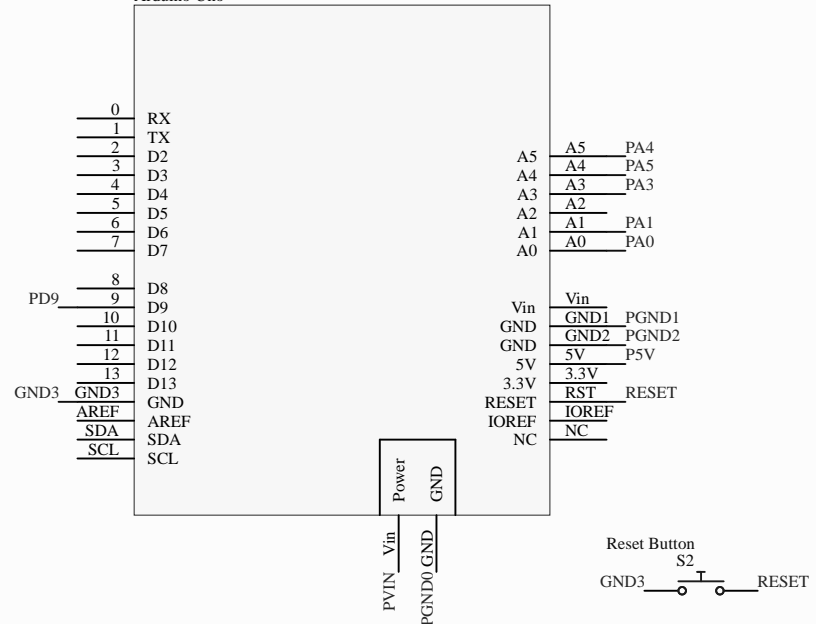 Arduino Uno
0 RX
1 TX
2 D2
3 D3
4 D4
5 D5
6 D6
7 D7
8 D8
PD9 9 D9
10 D10
11 D11
12 D12
13 D13
GND3 GND3 GND
AREF AREF
SDA SDA
SCL SCL
A5 A5 PA4
A4 A4 PA5
A3 A3 PA3
A2 A2
A1 A1 PA1
A0 A0 PA0
Vin Vin
GND GND1 PGND1
GND GND2 PGND2
5V 5V P5V
3.3V 3.3V
RESET RST RESET
IOREF IOREF
NC NC
Power GND
Vin GND
PVIN PGND0
Reset Button
S2
GND3 RESET